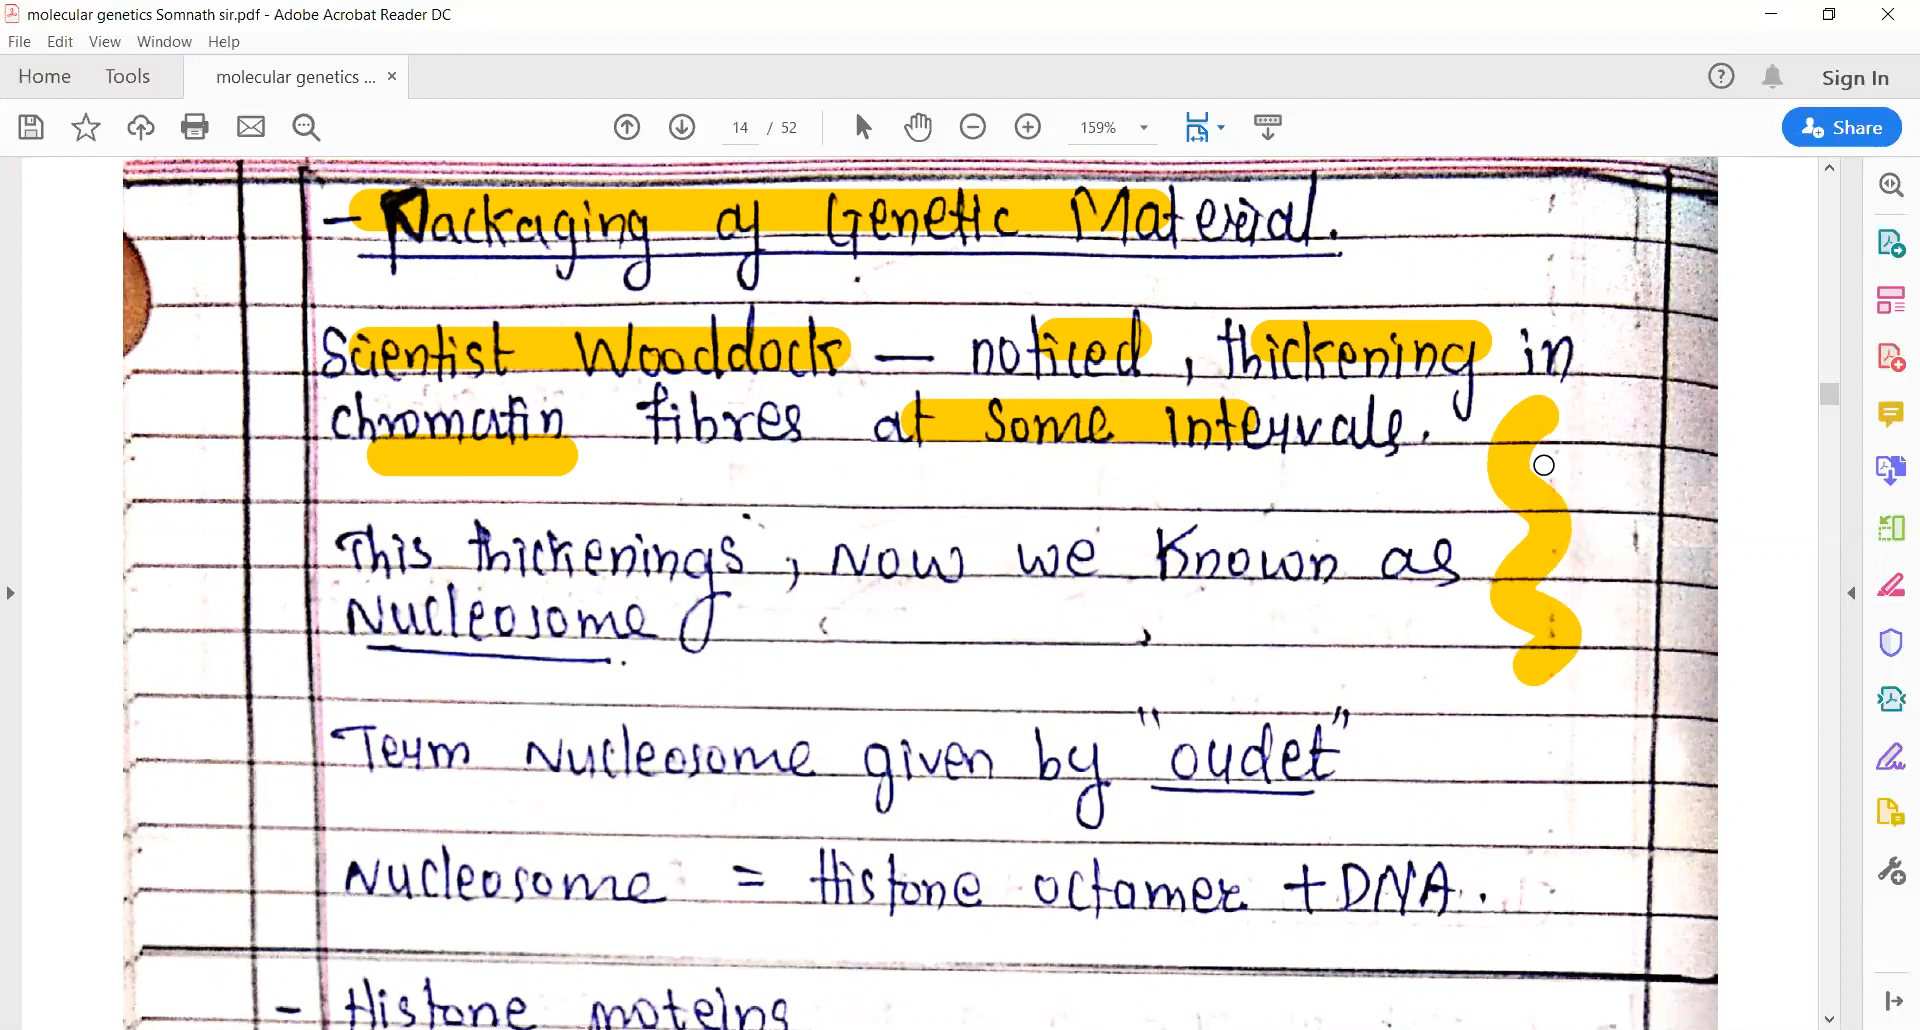 molecular genetics Somnath sir.pdf - Adobe Acrobat Reader DC
File Edit View Window Help
Home Tools molecular genetics ... × Sign In
14 / 52 159% Share
- Packaging of Genetic Material.
Scientist Wooddock — noticed, thickening in
chromatin fibres at some intervals.
This thickenings, Now we known as
Nucleosome
Term Nucleosome given by "oudet"
Nucleosome = Histone octamer + DNA.
- Histone proteins